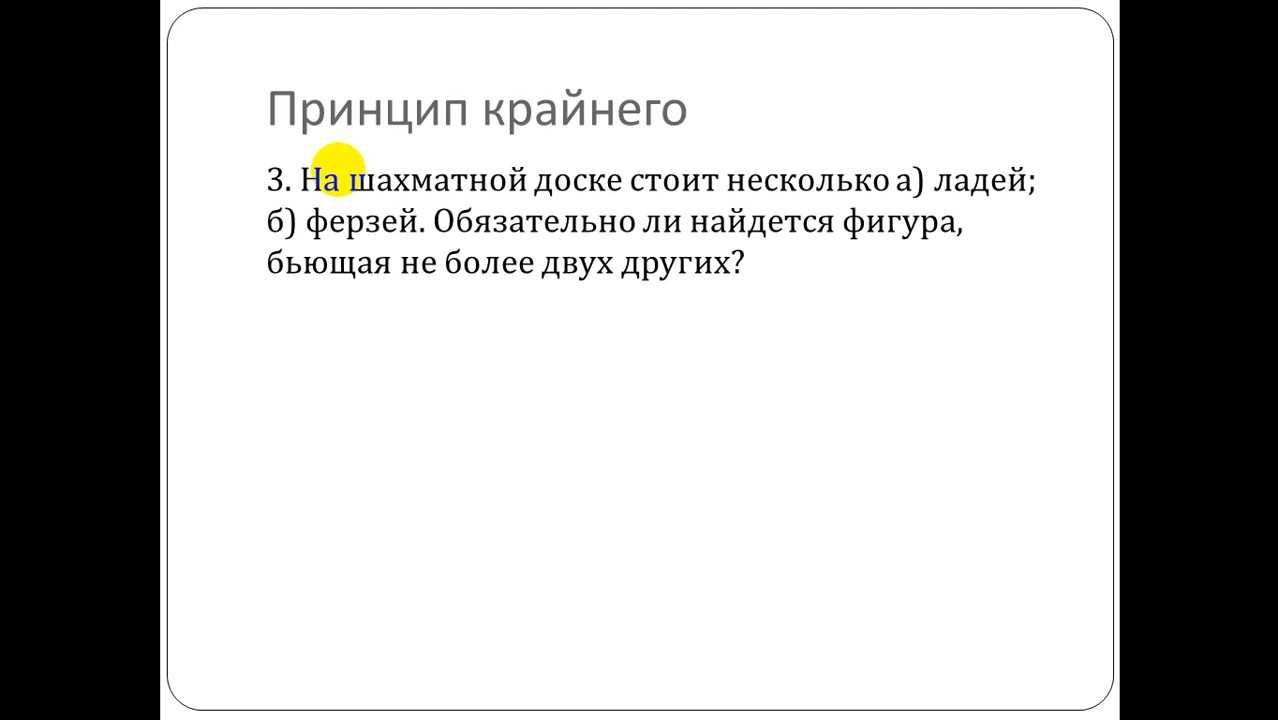 Принцип крайнего
3. На шахматной доске стоит несколько а) ладей;
б) ферзей. Обязательно ли найдется фигура,
бьющая не более двух других?